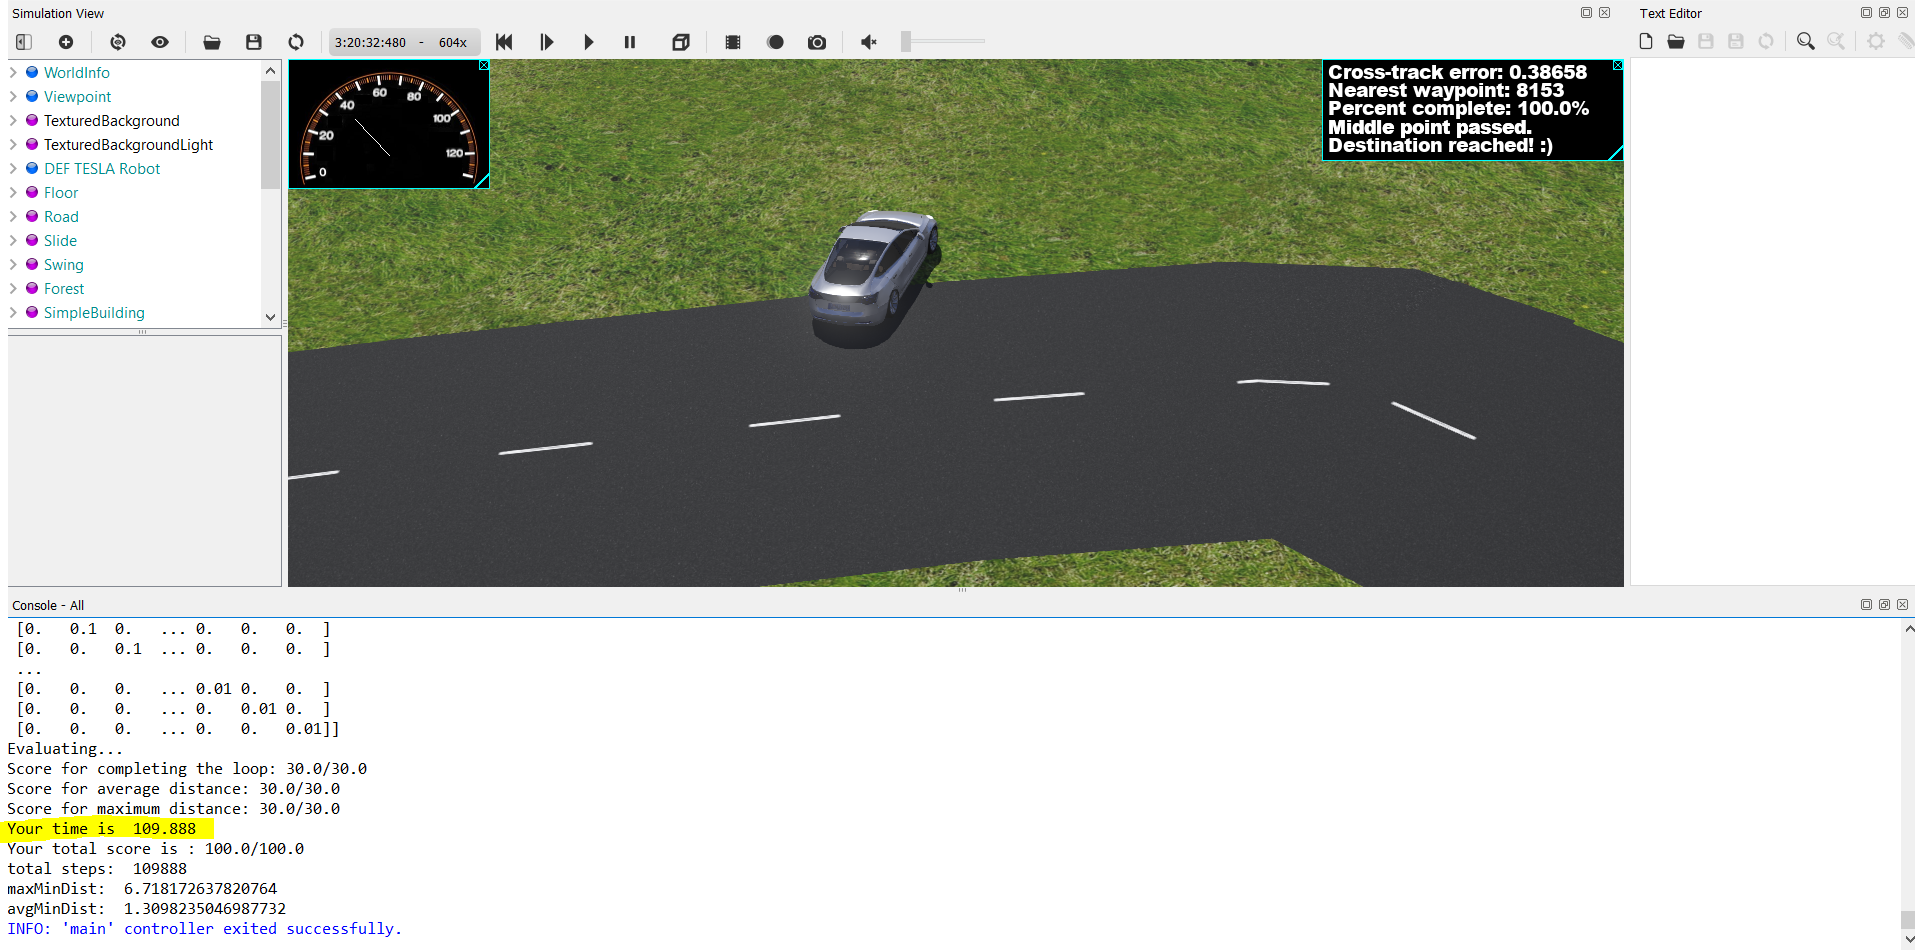 Simulation View
Text Editor
3:20:32:480 - 604x
WorldInfo
Viewpoint
TexturedBackground
TexturedBackgroundLight
DEF TESLA Robot
Floor
Road
Slide
Swing
Forest
SimpleBuilding
0
20
40
60
80
100
120
Cross-track error: 0.38658
Nearest waypoint: 8153
Percent complete: 100.0%
Middle point passed.
Destination reached! :)
Console - All
[0. 0.1 0. ... 0. 0. 0. ]
[0. 0. 0.1 ... 0. 0. 0. ]
...
[0. 0. 0. ... 0.01 0. 0. ]
[0. 0. 0. ... 0. 0.01 0. ]
[0. 0. 0. ... 0. 0. 0.01]]
Evaluating...
Score for completing the loop: 30.0/30.0
Score for average distance: 30.0/30.0
Score for maximum distance: 30.0/30.0
Your time is 109.888
Your total score is : 100.0/100.0
total steps: 109888
maxMinDist: 6.718172637820764
avgMinDist: 1.3098235046987732
INFO: 'main' controller exited successfully.